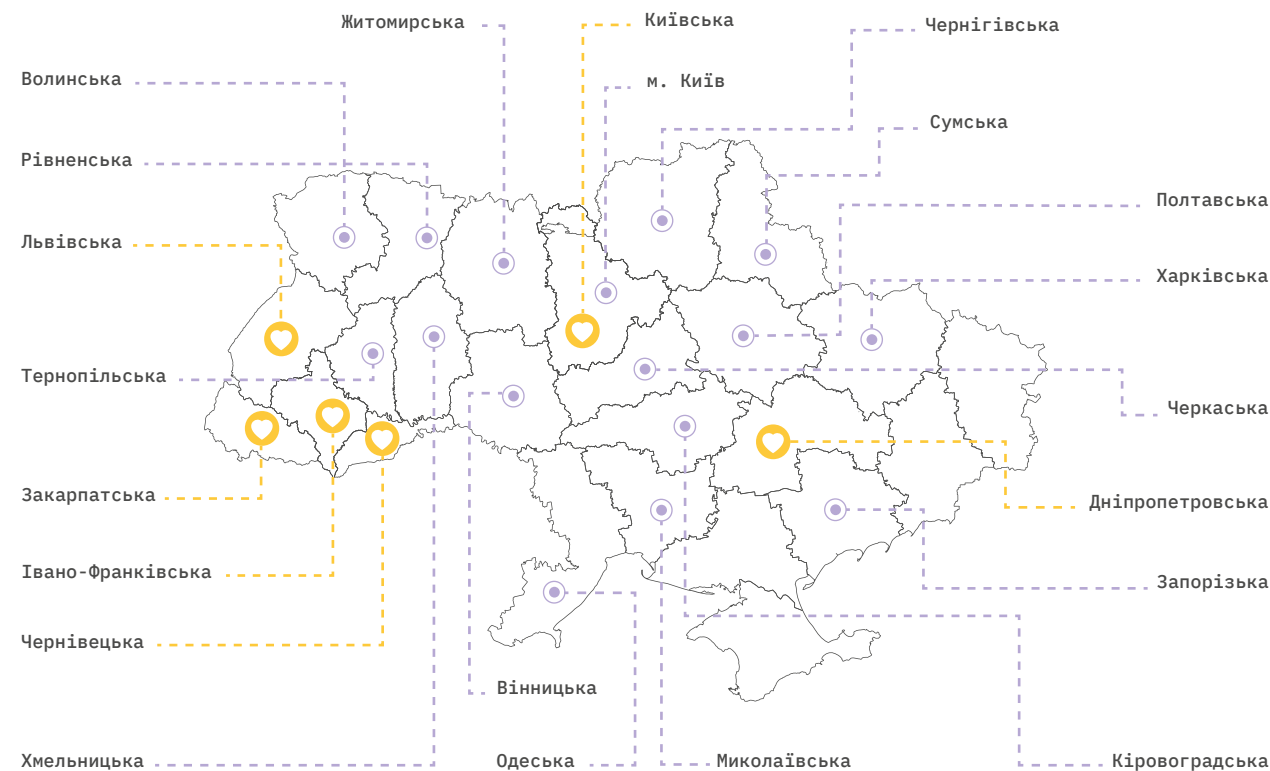 Житомирська
Київська
Чернігівська
Волинська
м. Київ
Сумська
Рівненська
Полтавська
Львівська
Харківська
Тернопільська
Черкаська
Закарпатська
Дніпропетровська
Івано-Франківська
Запорізька
Чернівецька
Вінницька
Хмельницька
Одеська
Миколаївська
Кіровоградська